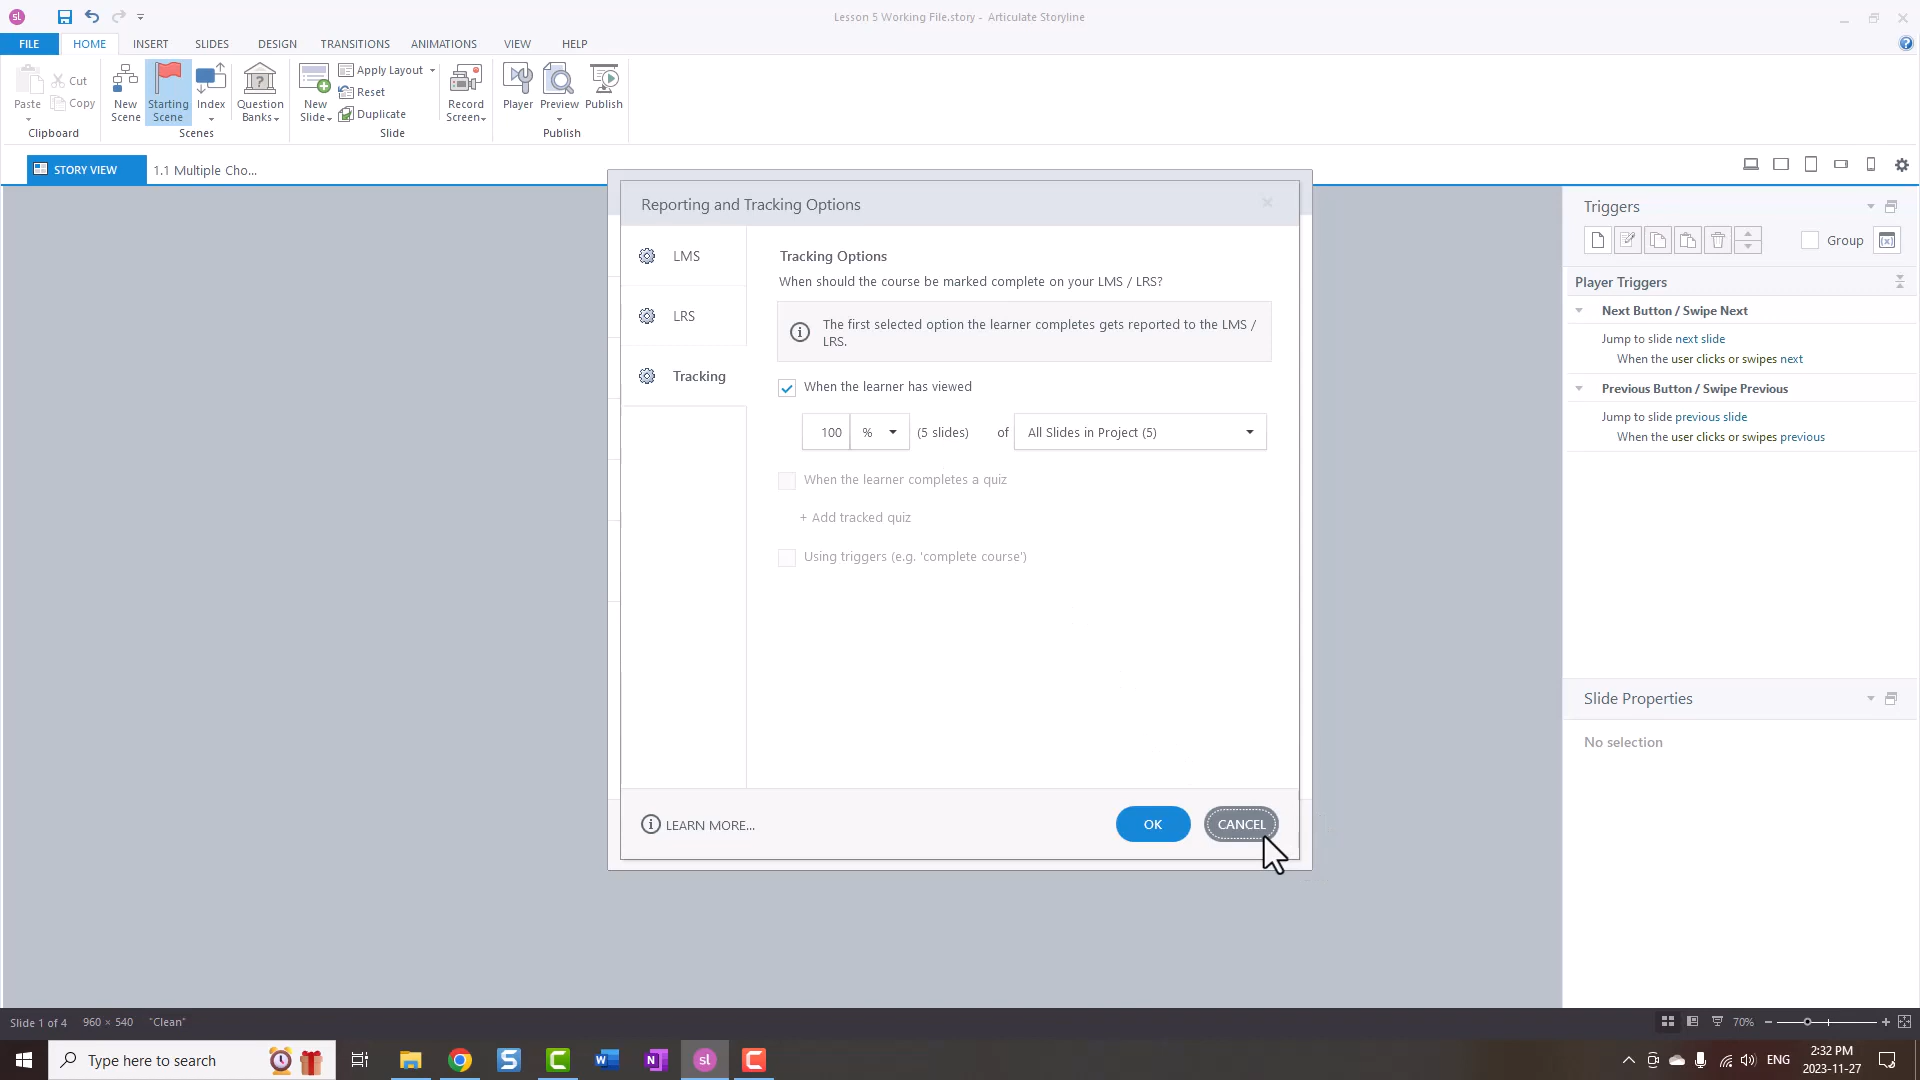 sl
Lesson 5 Working File.story - Articulate Storyline
FILE HOME INSERT SLIDES DESIGN TRANSITIONS ANIMATIONS VIEW HELP
Paste Cut Copy
Clipboard
New Scene Starting Scene Index Question Banks
Scenes
New Slide Apply Layout Reset Duplicate
Slide
Record Screen
Player Preview Publish
Publish
STORY VIEW 1.1 Multiple Cho...
Reporting and Tracking Options
LMS
LRS
Tracking
Tracking Options
When should the course be marked complete on your LMS / LRS?
The first selected option the learner completes gets reported to the LMS /
LRS.
When the learner has viewed
100 % (5 slides) of All Slides in Project (5)
When the learner completes a quiz
+ Add tracked quiz
Using triggers (e.g. 'complete course')
LEARN MORE...
OK CANCEL
Triggers
Group
Player Triggers
Next Button / Swipe Next
Jump to slide next slide
When the user clicks or swipes next
Previous Button / Swipe Previous
Jump to slide previous slide
When the user clicks or swipes previous
Slide Properties
No selection
Slide 1 of 4 960 × 540 "Clean"
70%
Type here to search
sl
ENG
2:32 PM
2023-11-27